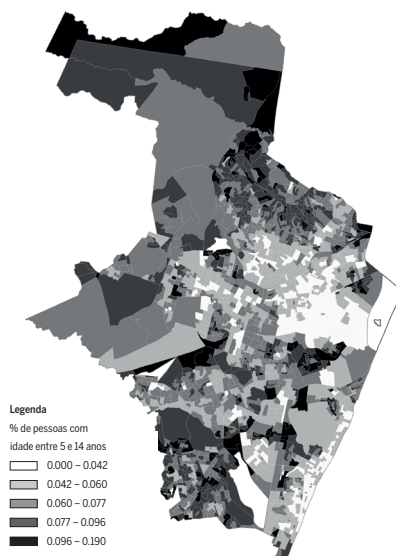 Legenda
% de pessoas com
idade entre 5 e 14 anos
0.000 – 0.042
0.042 – 0.060
0.060 – 0.077
0.077 – 0.096
0.096 – 0.190